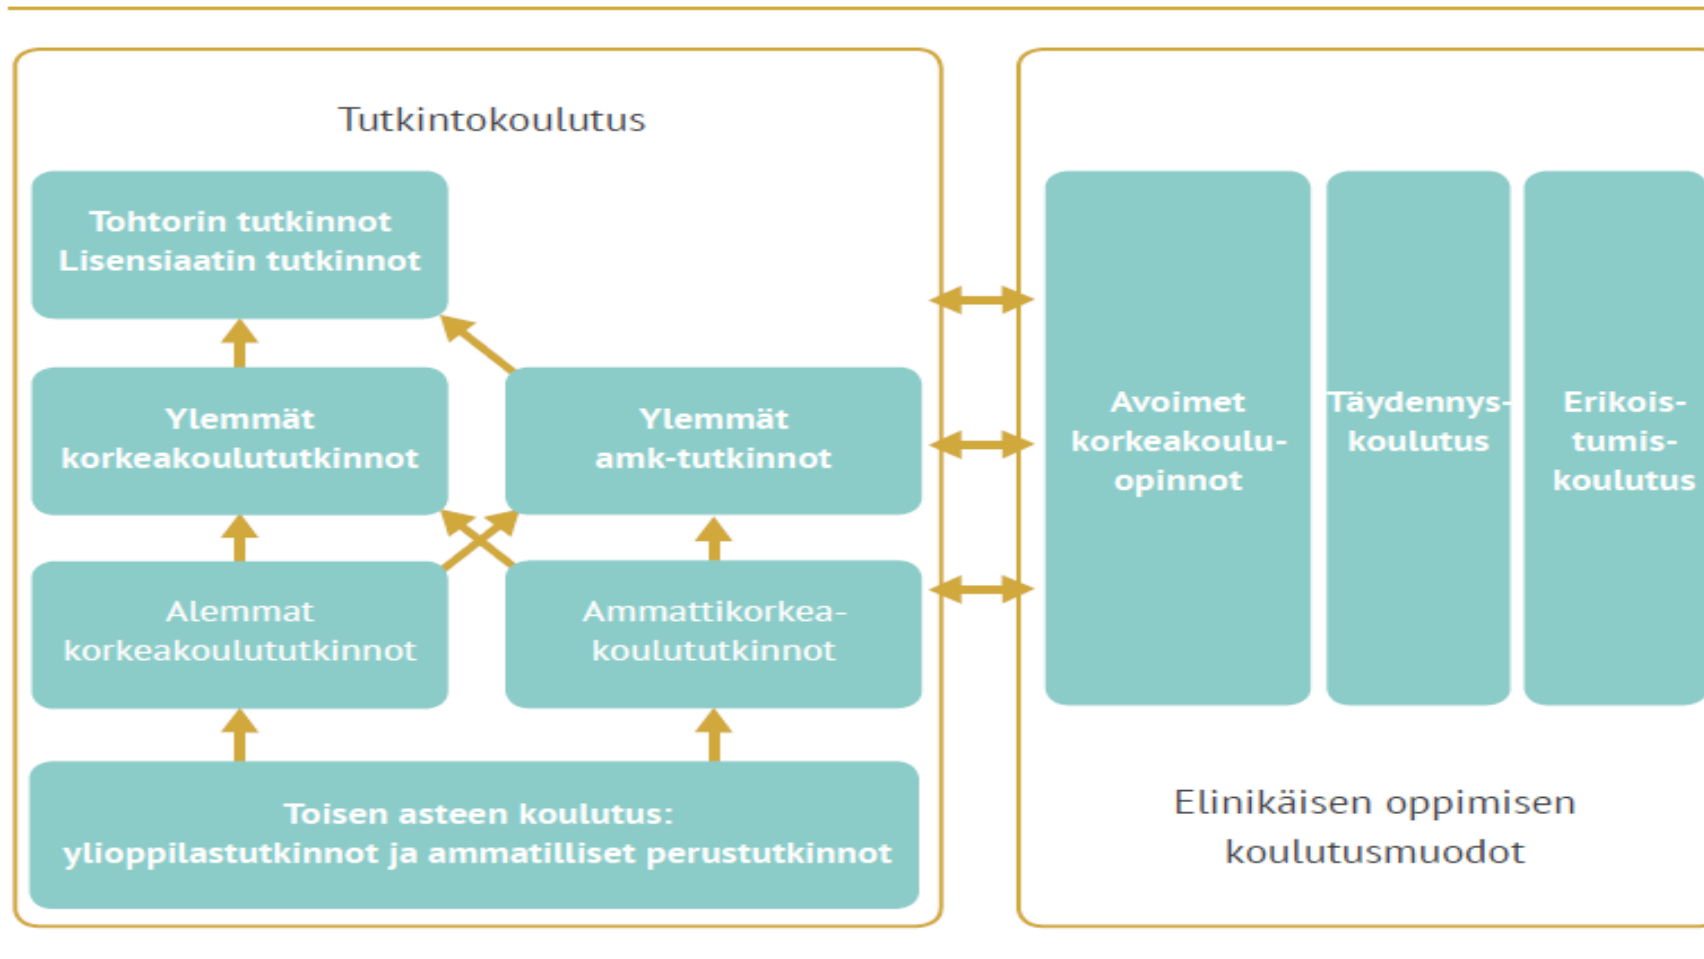 Tutkintokoulutus
Tohtorin tutkinnot
Lisensiaatin tutkinnot
Ylemmät
korkeakoulututkinnot
Ylemmät
amk-tutkinnot
Alemmat
korkeakoulututkinnot
Ammattikorkea-
koulututkinnot
Toisen asteen koulutus:
ylioppilastutkinnot ja ammatilliset perustutkinnot
Avoimet
korkeakoulu-
opinnot
Täydennys-
koulutus
Erikois-
tumis-
koulutus
Elinikäisen oppimisen
koulutusmuodot